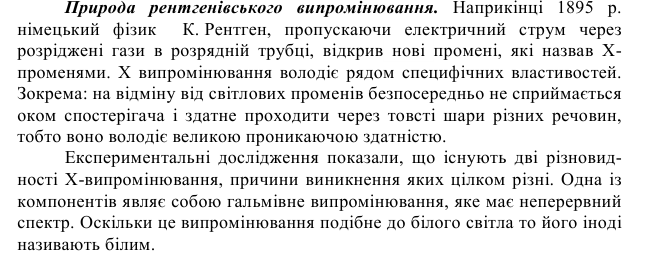 Природа рентгенівського випромінювання. Наприкінці 1895 р.
німецький фізик К. Рентген, пропускаючи електричний струм через
розріджені гази в розрядній трубці, відкрив нові промені, які назвав Х-
променями. Х випромінювання володіє рядом специфічних властивостей.
Зокрема: на відміну від світлових променів безпосередньо не сприймається
оком спостерігача і здатне проходити через товсті шари різних речовин,
тобто воно володіє великою проникаючою здатністю.
Експериментальні дослідження показали, що існують дві різновид-
ності Х-випромінювання, причини виникнення яких цілком різні. Одна із
компонентів являє собою гальмівне випромінювання, яке має неперервний
спектр. Оскільки це випромінювання подібне до білого світла то його іноді
називають білим.